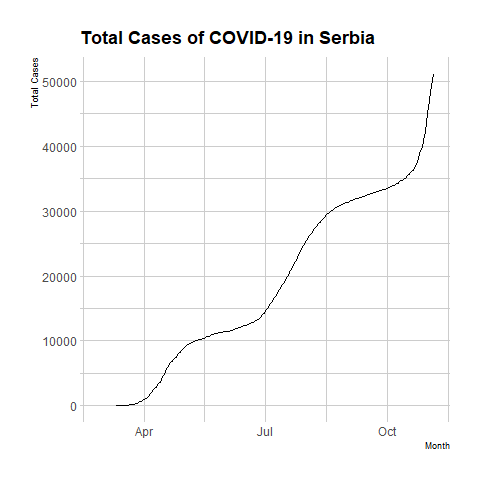 Total Cases of COVID-19 in Serbia
Total Cases
50000
40000
30000
20000
10000
0
Apr
Jul
Oct
Month